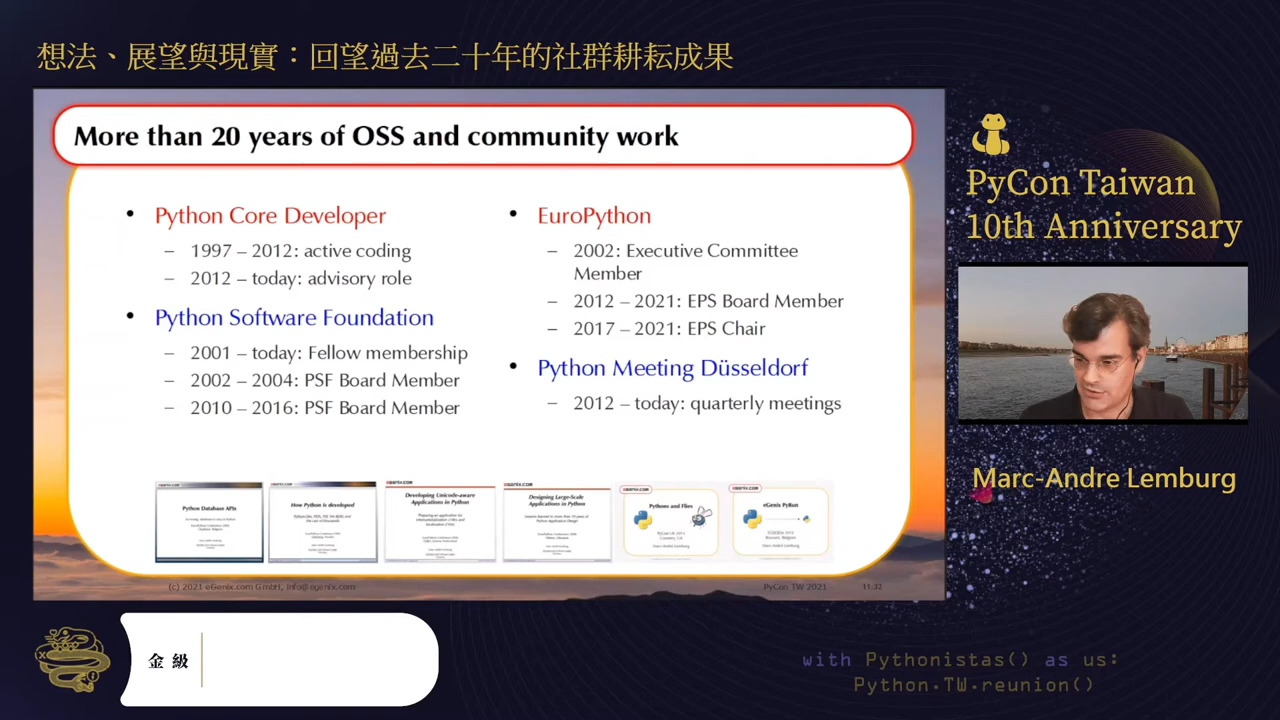 想法、展望與現實：回望過去二十年的社群耕耘成果
More than 20 years of OSS and community work
• Python Core Developer
– 1997 – 2012: active coding
– 2012 – today: advisory role
• Python Software Foundation
– 2001 – today: Fellow membership
– 2002 – 2004: PSF Board Member
– 2010 – 2016: PSF Board Member
• EuroPython
– 2002: Executive Committee
Member
– 2012 – 2021: EPS Board Member
– 2017 – 2021: EPS Chair
• Python Meeting Düsseldorf
– 2012 – today: quarterly meetings
Python Database APIs
How Python is developed
Developing Unicode-aware
Applications in Python
Designing Large-Scale
Applications in Python
Pythons and Flies
eGenix PyRun
(c) 2021 eGenix.com GmbH, info@egenix.com
PyCon TW 2021
11:32
PyCon Taiwan
10th Anniversary
Marc-Andre Lemburg
金級
with Pythonistas() as us:
Python.TW.reunion()